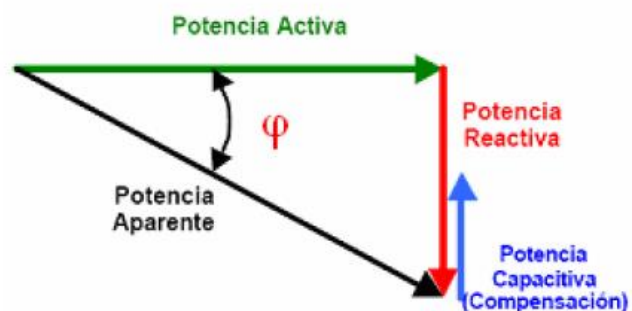 Potencia Activa
φ
Potencia
Reactiva
Potencia
Aparente
Potencia
Capacitiva
(Compensación)